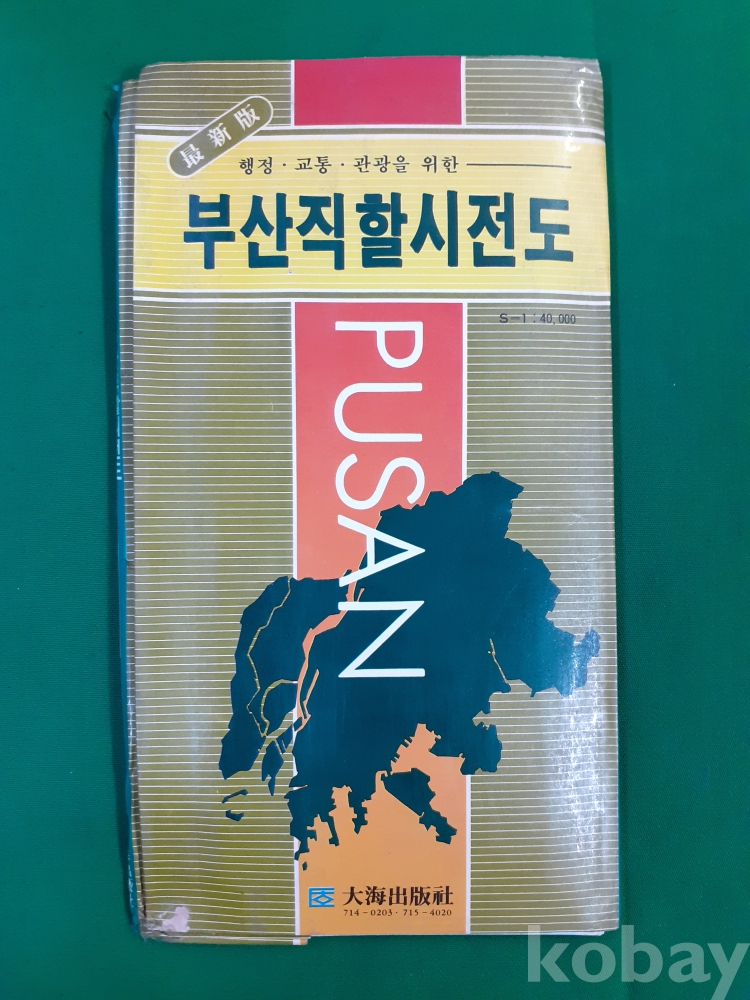 最新版
행정·교통·관광을 위한
부산직할시전도
S-1:40,000
PUSAN
大海出版社
714-0203·715-4020
kobay